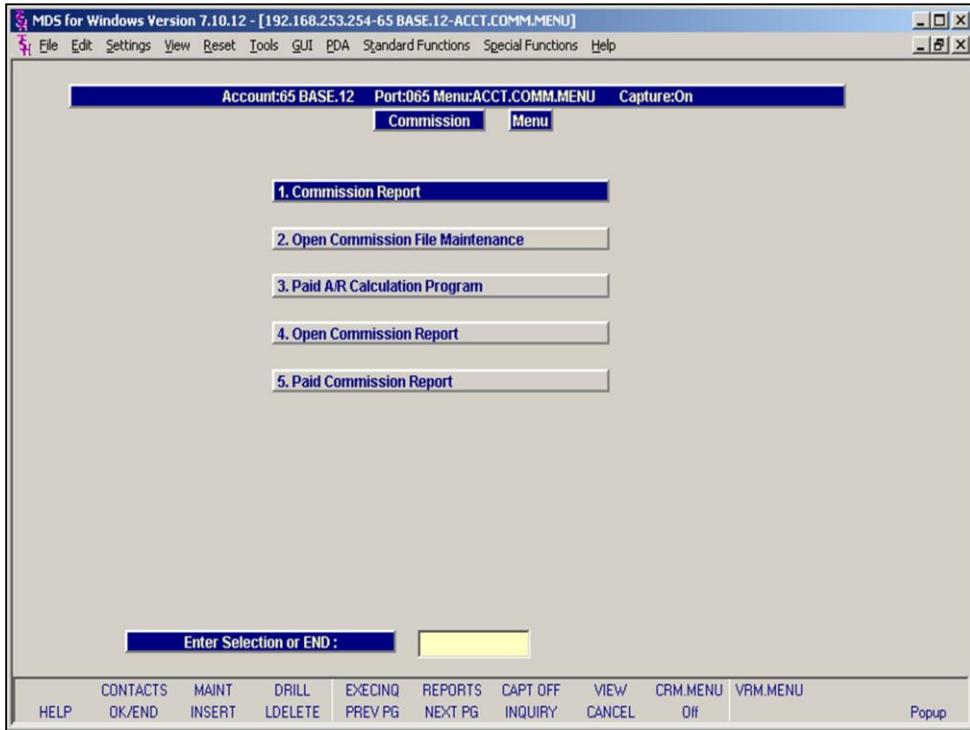 MDS for Windows Version 7.10.12 - [192.168.253.254-65 BASE.12-ACCT.COMM.MENU]
File Edit Settings View Reset Tools GUI PDA Standard Functions Special Functions Help
Account:65 BASE.12 Port:065 Menu:ACCT.COMM.MENU Capture:On
Commission Menu
1. Commission Report
2. Open Commission File Maintenance
3. Paid A/R Calculation Program
4. Open Commission Report
5. Paid Commission Report
Enter Selection or END :
CONTACTS MAINT DRILL EXECINQ REPORTS CAPT OFF VIEW CRM.MENU VRM.MENU
HELP OK/END INSERT LDELETE PREV PG NEXT PG INQUIRY CANCEL Off Popup